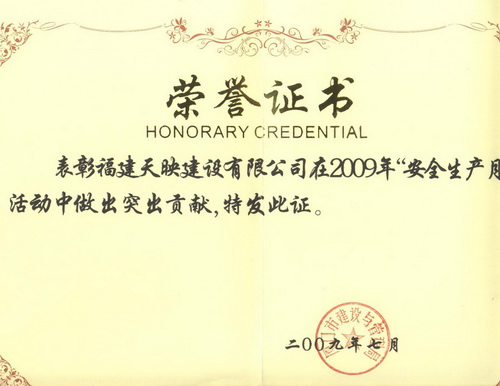 荣誉证书
HONORARY CREDENTIAL
表彰福建天映建设有限公司在2009年“安全生产月
活动中做出突出贡献,特发此证。
二00九年七月